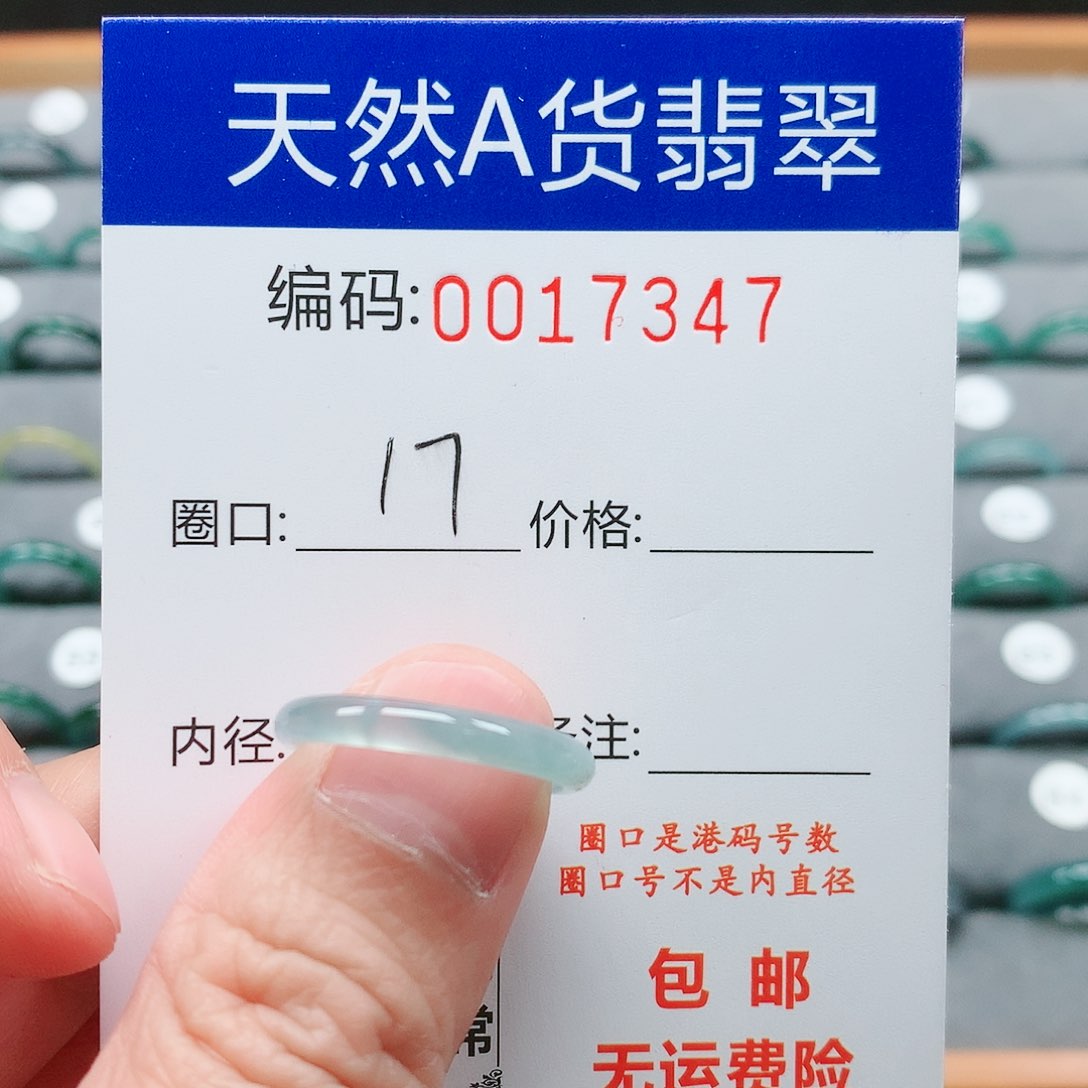 天然A货翡翠
编码:0017347
圈口: 17 价格:
内径: 注:
圈口是港码号数
圈口号不是内直径
包 邮
常
无运费险